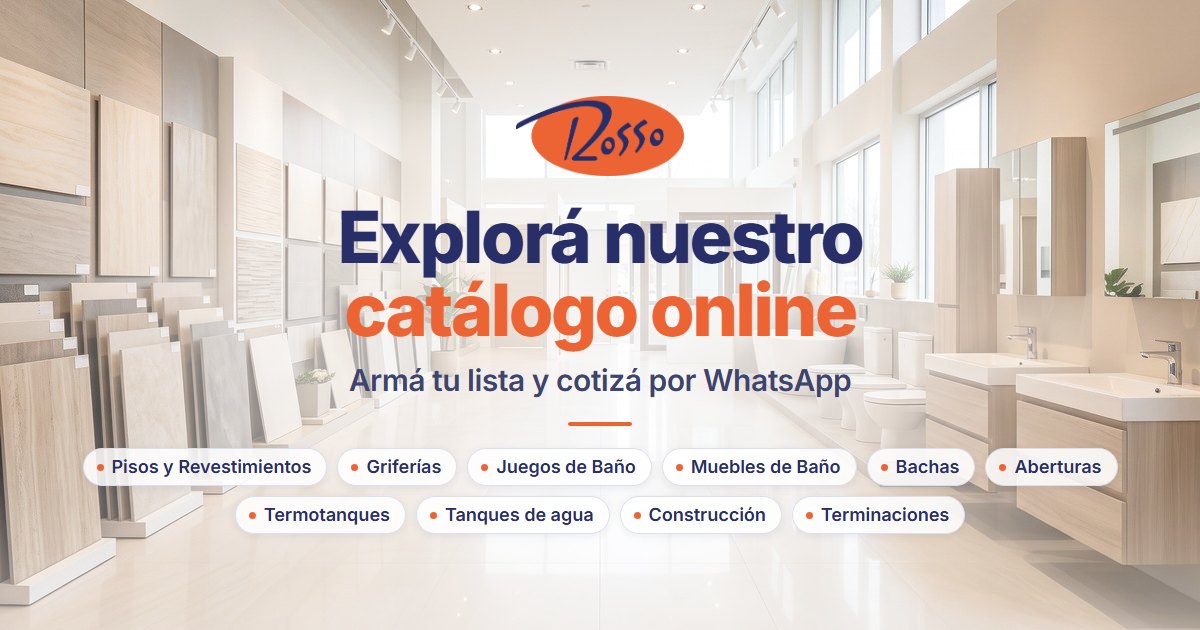 Rosso
Explorá nuestro
catálogo online
Armá tu lista y cotizá por WhatsApp
Pisos y Revestimientos
Griferías
Juegos de Baño
Muebles de Baño
Bachas
Aberturas
Termotanques
Tanques de agua
Construcción
Terminaciones